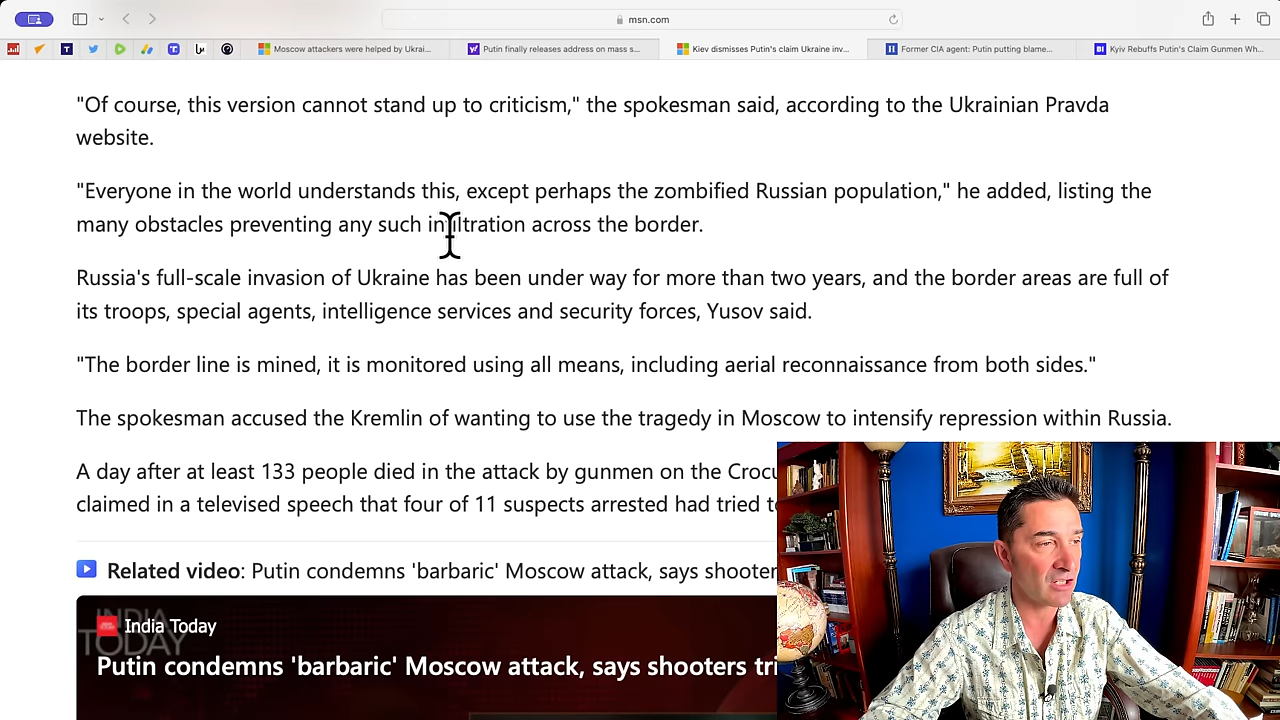 msn.com
Moscow attackers were helped by Ukrai...
Putin finally releases address on mass s...
Kiev dismisses Putin's claim Ukraine inv...
Former CIA agent: Putin putting blame...
Kyiv Rebuffs Putin's Claim Gunmen Wh...
"Of course, this version cannot stand up to criticism," the spokesman said, according to the Ukrainian Pravda
website.
"Everyone in the world understands this, except perhaps the zombified Russian population," he added, listing the
many obstacles preventing any such infiltration across the border.
Russia's full-scale invasion of Ukraine has been under way for more than two years, and the border areas are full of
its troops, special agents, intelligence services and security forces, Yusov said.
"The border line is mined, it is monitored using all means, including aerial reconnaissance from both sides."
The spokesman accused the Kremlin of wanting to use the tragedy in Moscow to intensify repression within Russia.
A day after at least 133 people died in the attack by gunmen on the Crocu
claimed in a televised speech that four of 11 suspects arrested had tried to
Related video: Putin condemns 'barbaric' Moscow attack, says shooter
INDIA
TODAY
India Today
Putin condemns 'barbaric' Moscow attack, says shooters tri